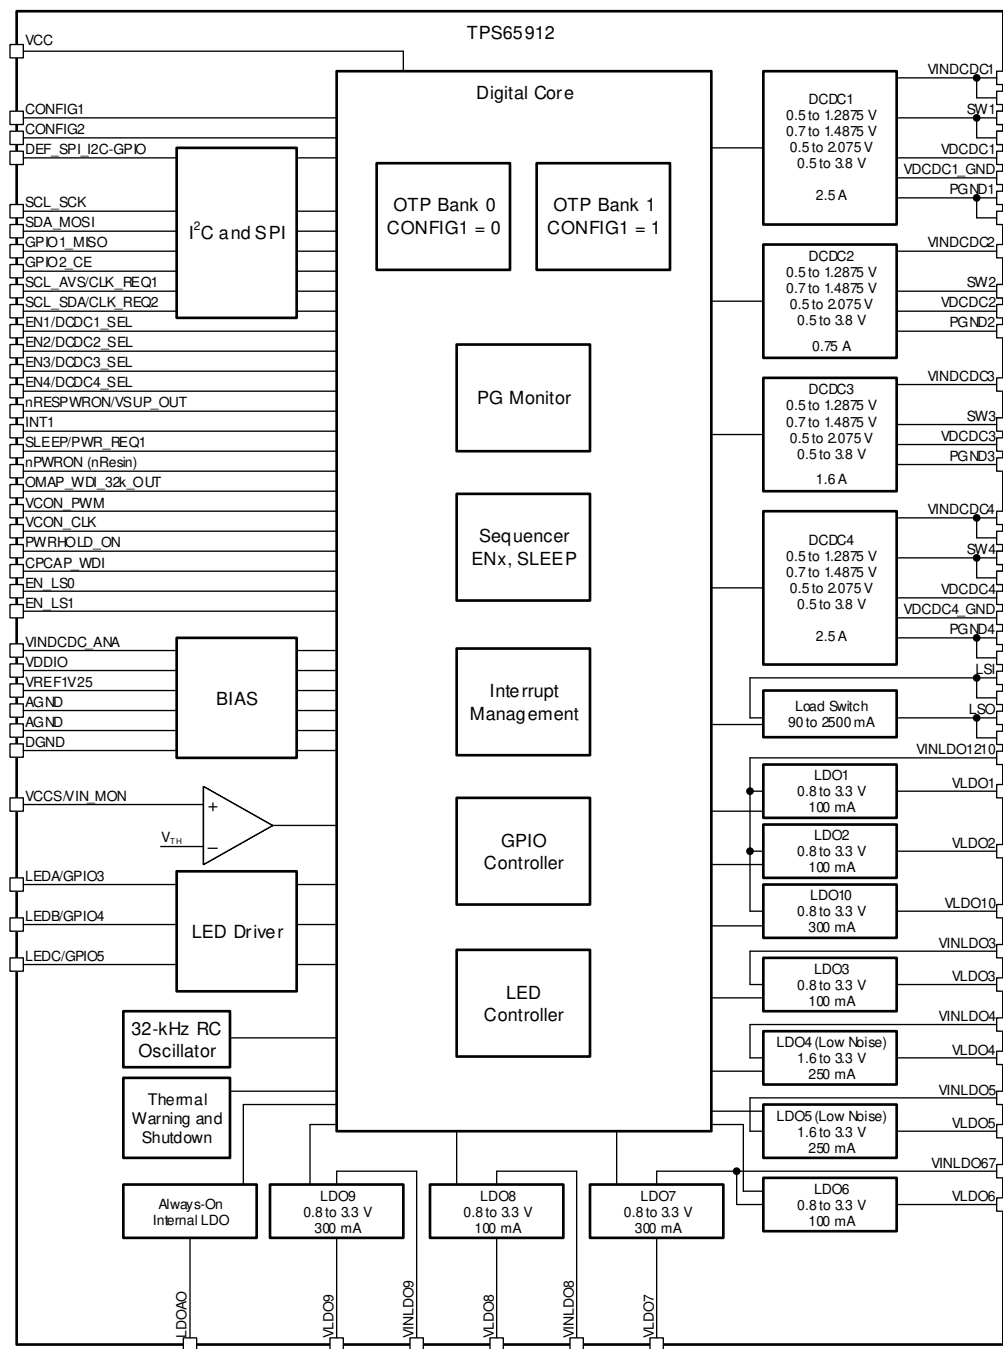 TPS65912
VCC
CONFIG1
CONFIG2
DEF_SPI_I2C-GPIO
SCL_SCK
SDA_MOSI
GPIO1_MISO
GPIO2_CE
SCL_AVS/CLK_REQ1
SCL_SDA/CLK_REQ2
EN1/DCDC1_SEL
EN2/DCDC2_SEL
EN3/DCDC3_SEL
EN4/DCDC4_SEL
nRESPWRON/VSUP_OUT
INT1
SLEEP/PWR_REQ1
nPWRON (nResin)
OMAP_WDI_32k_OUT
VCON_PWM
VCON_CLK
PWRHOLD_ON
CPCAP_WDI
EN_LS0
EN_LS1
VINDCDC_ANA
VDDIO
VREF1V25
AGND
AGND
DGND
VCCS/VIN_MON
VTH
+
−
LEDA/GPIO3
LEDB/GPIO4
LEDC/GPIO5
I²C and SPI
BIAS
LED Driver
32-kHz RC
Oscillator
Thermal
Warning and
Shutdown
Always-On
Internal LDO
Digital Core
OTP Bank 0
CONFIG1 = 0
OTP Bank 1
CONFIG1 = 1
PG Monitor
Sequencer
ENx, SLEEP
Interrupt
Management
GPIO
Controller
LED
Controller
DCDC1
0.5 to 1.2875 V
0.7 to 1.4875 V
0.5 to 2.075 V
0.5 to 3.8 V
2.5 A
VINDCDC1
SW1
VDCDC1
VDCDC1_GND
PGND1
DCDC2
0.5 to 1.2875 V
0.7 to 1.4875 V
0.5 to 2.075 V
0.5 to 3.8 V
0.75 A
VINDCDC2
SW2
VDCDC2
PGND2
DCDC3
0.5 to 1.2875 V
0.7 to 1.4875 V
0.5 to 2.075 V
0.5 to 3.8 V
1.6 A
VINDCDC3
SW3
VDCDC3
PGND3
DCDC4
0.5 to 1.2875 V
0.7 to 1.4875 V
0.5 to 2.075 V
0.5 to 3.8 V
2.5 A
VINDCDC4
SW4
VDCDC4
VDCDC4_GND
PGND4
LSI
Load Switch
90 to 2500 mA
LSO
VINLDO1210
LDO1
0.8 to 3.3 V
100 mA
VLDO1
LDO2
0.8 to 3.3 V
100 mA
VLDO2
LDO10
0.8 to 3.3 V
300 mA
VLDO10
VINLDO3
LDO3
0.8 to 3.3 V
100 mA
VLDO3
VINLDO4
LDO4 (Low Noise)
1.6 to 3.3 V
250 mA
VLDO4
VINLDO5
LDO5 (Low Noise)
1.6 to 3.3 V
250 mA
VLDO5
VINLDO67
LDO6
0.8 to 3.3 V
100 mA
VLDO6
LDO9
0.8 to 3.3 V
300 mA
LDO8
0.8 to 3.3 V
100 mA
LDO7
0.8 to 3.3 V
300 mA
LDOAO
VLDO9
VINLDO9
VLDO8
VINLDO8
VLDO7